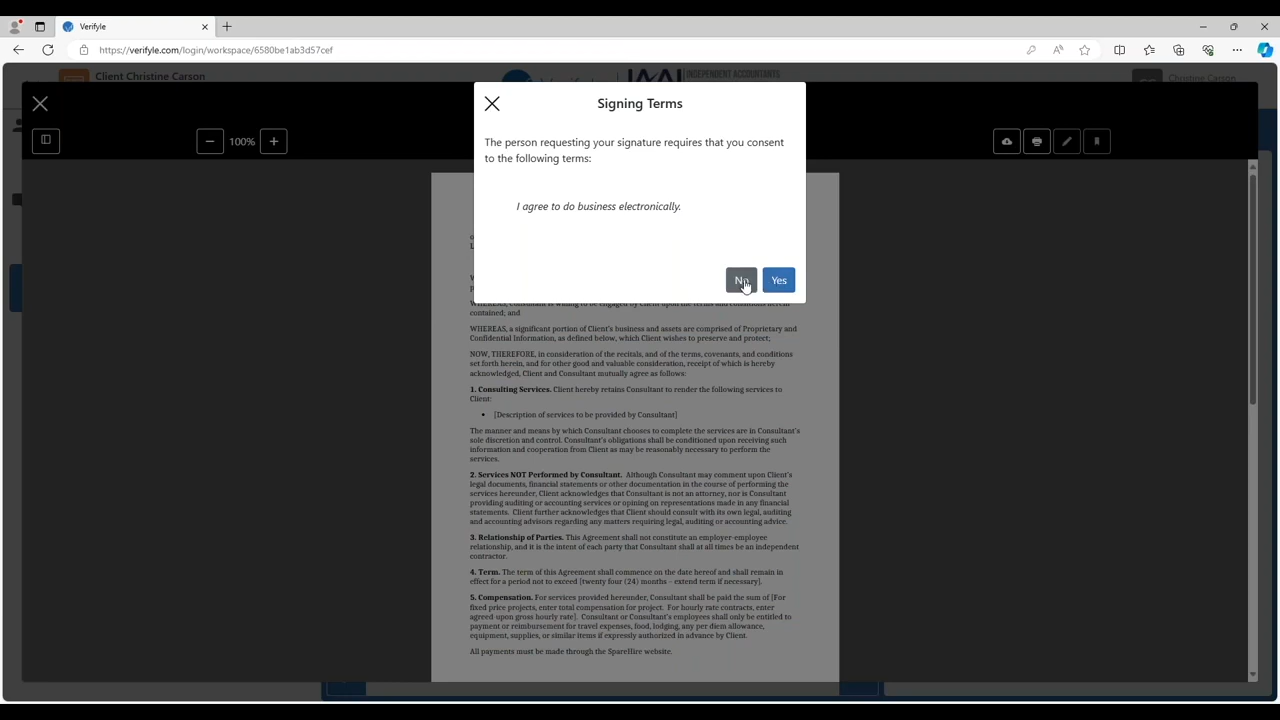 Verifyle
https://verifyle.com/login/workspace/6580be1ab3d57cef
Client Christine Carson
INDEPENDENT ACCOUNTANTS
Christine Carson
Signing Terms
100%
The person requesting your signature requires that you consent
to the following terms:
I agree to do business electronically.
No
Yes
WHEREAS, Consultant is willing to be engaged by Client upon the terms and conditions herein
contained; and
WHEREAS, a significant portion of Client's business and assets are comprised of Proprietary and
Confidential Information, as defined below, which Client wishes to preserve and protect;
NOW, THEREFORE, in consideration of the recitals, and of the terms, covenants, and conditions
set forth herein, and for other good and valuable consideration, receipt of which is hereby
acknowledged, Client and Consultant mutually agree as follows:
1. Consulting Services. Client hereby retains Consultant to render the following services to
Client:
• [Description of services to be provided by Consultant]
The manner and means by which Consultant chooses to complete the services are in Consultant's
sole discretion and control. Consultant's obligations shall be conditioned upon receiving such
information and cooperation from Client as may be reasonably necessary to perform the
services.
2. Services NOT Performed by Consultant. Although Consultant may comment upon Client's
legal documents, financial statements or other documentation in the course of performing the
services hereunder, Client acknowledges that Consultant is not an attorney, nor is Consultant
providing auditing or accounting services or opining on representations made in any financial
statements. Client further acknowledges that Client should consult with its own legal, auditing
and accounting advisors regarding any matters requiring legal, auditing or accounting advice.
3. Relationship of Parties. This Agreement shall not constitute an employer-employee
relationship, and it is the intent of each party that Consultant shall at all times be an independent
contractor.
4. Term. The term of this Agreement shall commence on the date hereof and shall remain in
effect for a period not to exceed [twenty four (24) months – extend term if necessary].
5. Compensation. For services provided hereunder, Consultant shall be paid the sum of [For
fixed price projects, enter total compensation for project. For hourly rate contracts, enter
agreed-upon gross hourly rate]. Consultant or Consultant's employees shall only be entitled to
payment or reimbursement for travel expenses, food, lodging, any per diem allowance,
equipment, supplies, or similar items if expressly authorized in advance by Client.
All payments must be made through the SpareHire website.